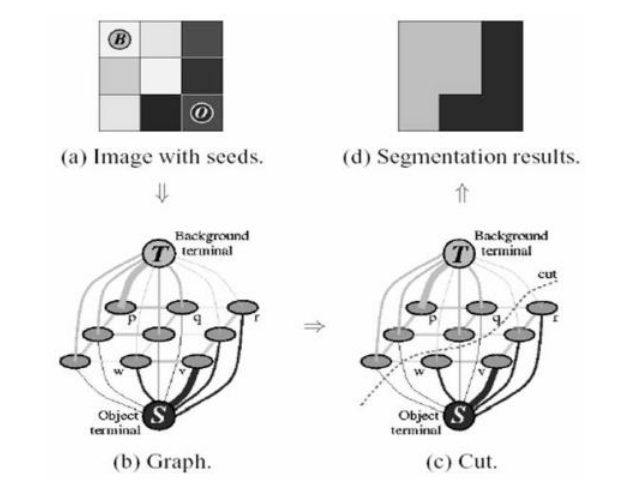 B
O
(a) Image with seeds.
(d) Segmentation results.
Background
terminal
T
p
q
r
w
v
Object
terminal
S
(b) Graph.
Background
terminal
T
cut
p
q
r
w
v
Object
terminal
S
(c) Cut.